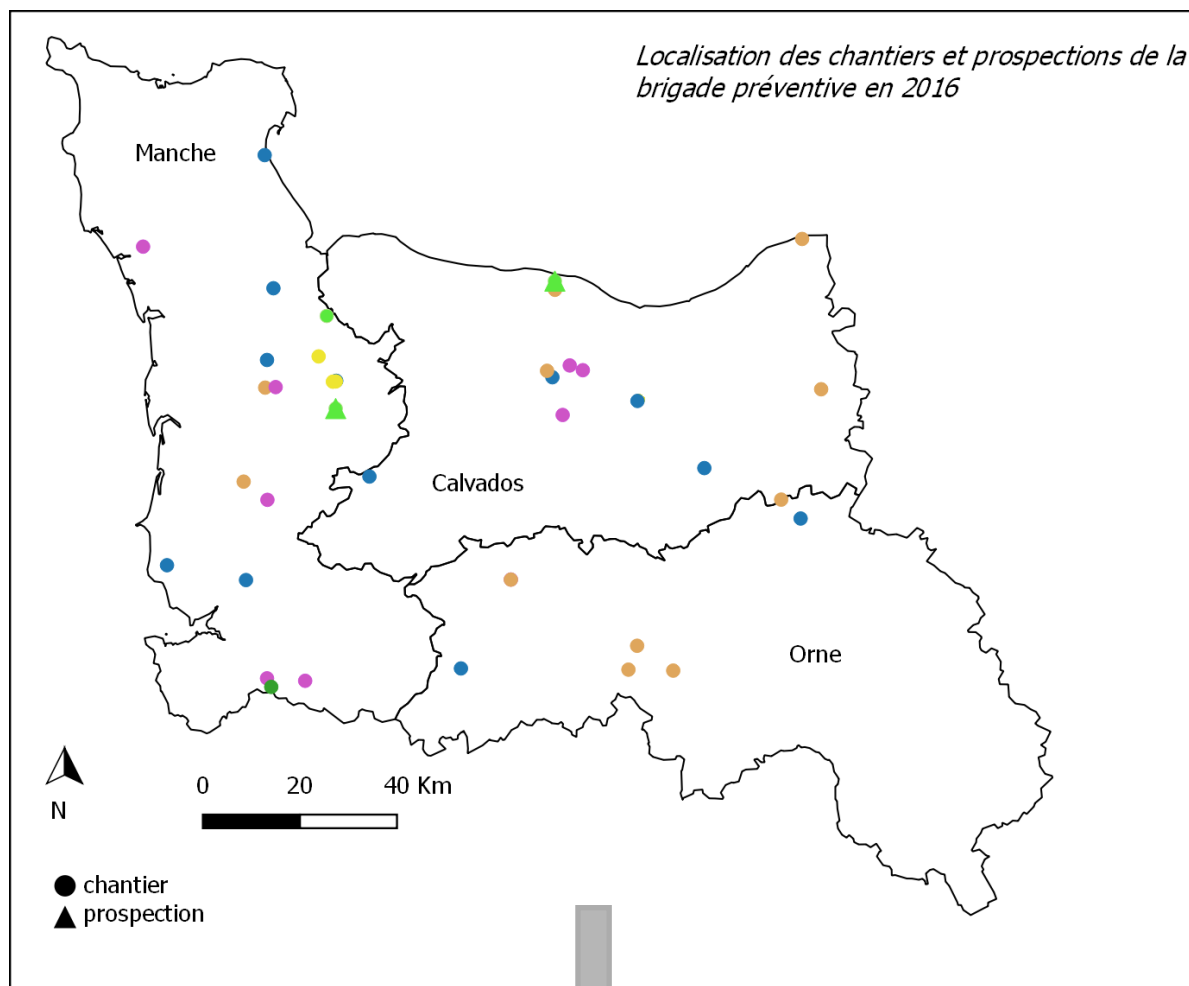 Localisation des chantiers et prospections de la
brigade préventive en 2016
Manche
Calvados
Orne
0 20 40 Km
N
chantier
prospection